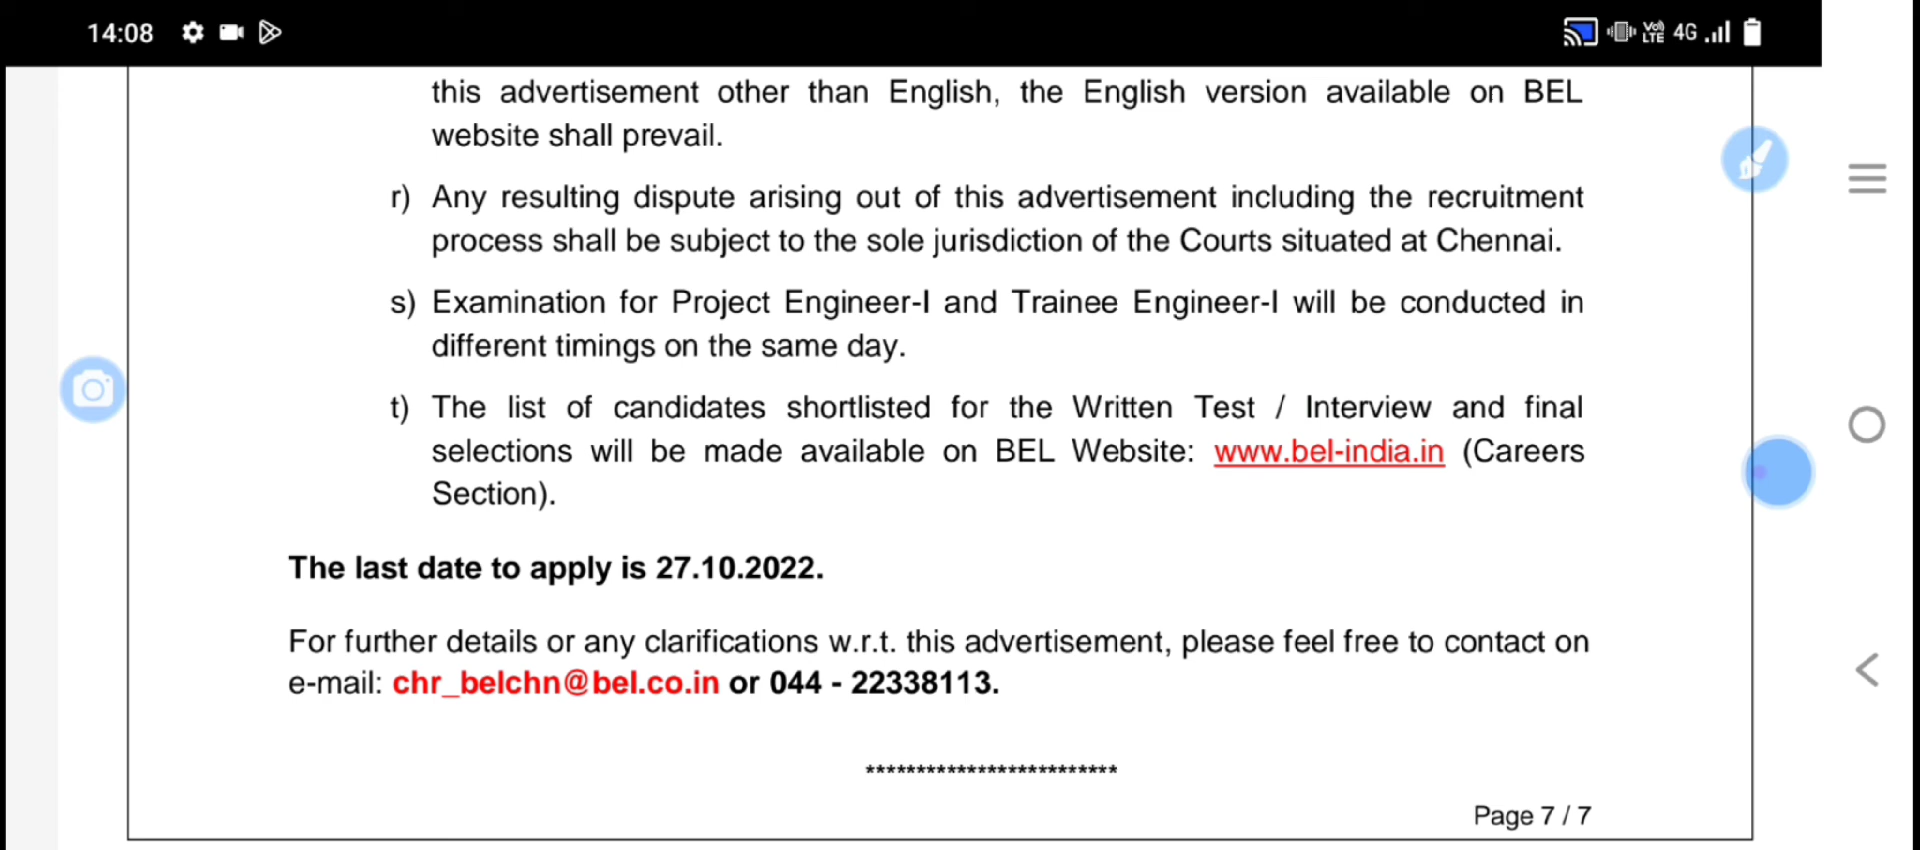 14:08 Vo) LTE 4G
this advertisement other than English, the English version available on BEL
website shall prevail.
r) Any resulting dispute arising out of this advertisement including the recruitment
process shall be subject to the sole jurisdiction of the Courts situated at Chennai.
s) Examination for Project Engineer-I and Trainee Engineer-I will be conducted in
different timings on the same day.
t) The list of candidates shortlisted for the Written Test / Interview and final
selections will be made available on BEL Website: www.bel-india.in (Careers
Section).
The last date to apply is 27.10.2022.
For further details or any clarifications w.r.t. this advertisement, please feel free to contact on
e-mail: chr_belchn@bel.co.in or 044 - 22338113.
*************************
Page 7 / 7